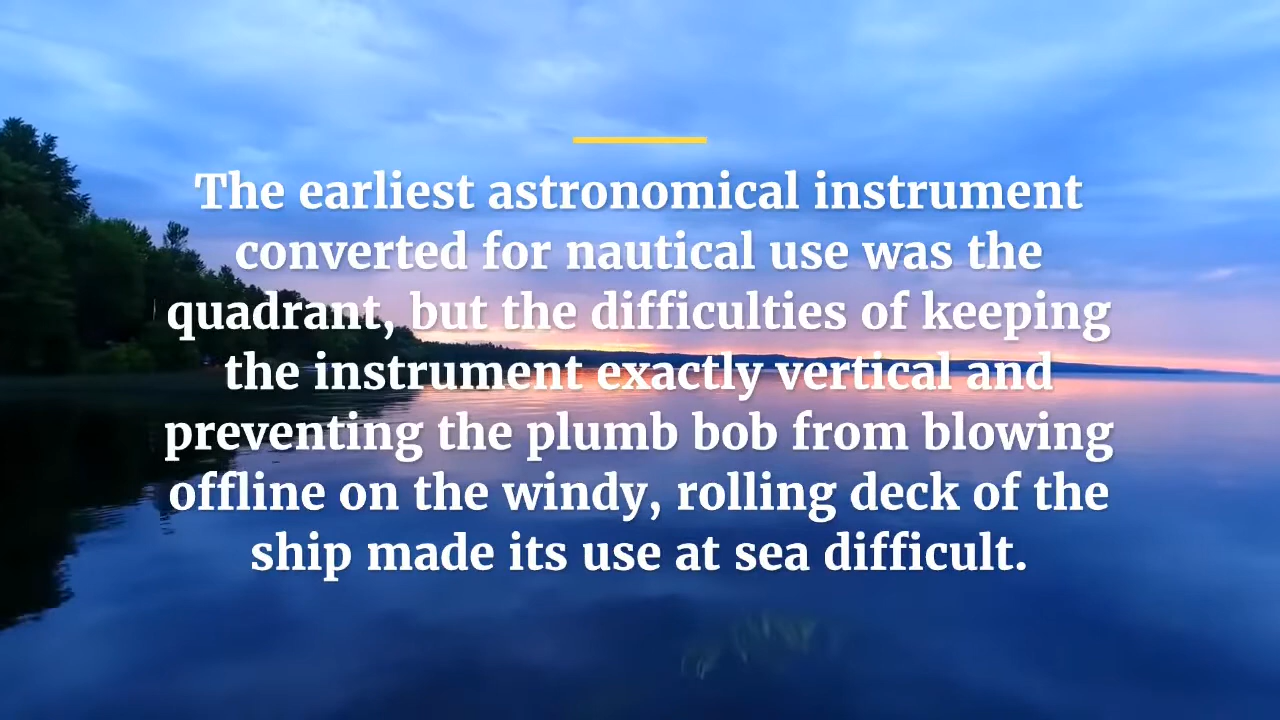 The earliest astronomical instrument
converted for nautical use was the
quadrant, but the difficulties of keeping
the instrument exactly vertical and
preventing the plumb bob from blowing
offline on the windy, rolling deck of the
ship made its use at sea difficult.